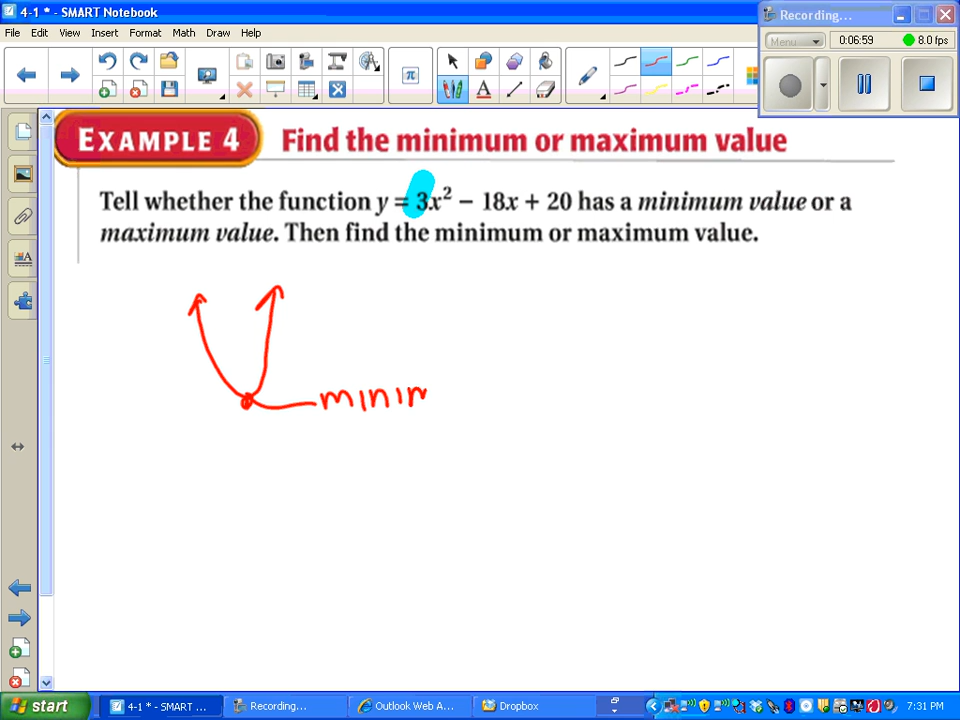 4-1 * - SMART Notebook
Recording...
File Edit View Insert Format Math Draw Help
Menu 0:06:59 8.0 fps
EXAMPLE 4 Find the minimum or maximum value
Tell whether the function y = 3x² − 18x + 20 has a minimum value or a
maximum value. Then find the minimum or maximum value.
minim
start 4-1 * - SMART ... Recording... Outlook Web A... Dropbox 7:31 PM